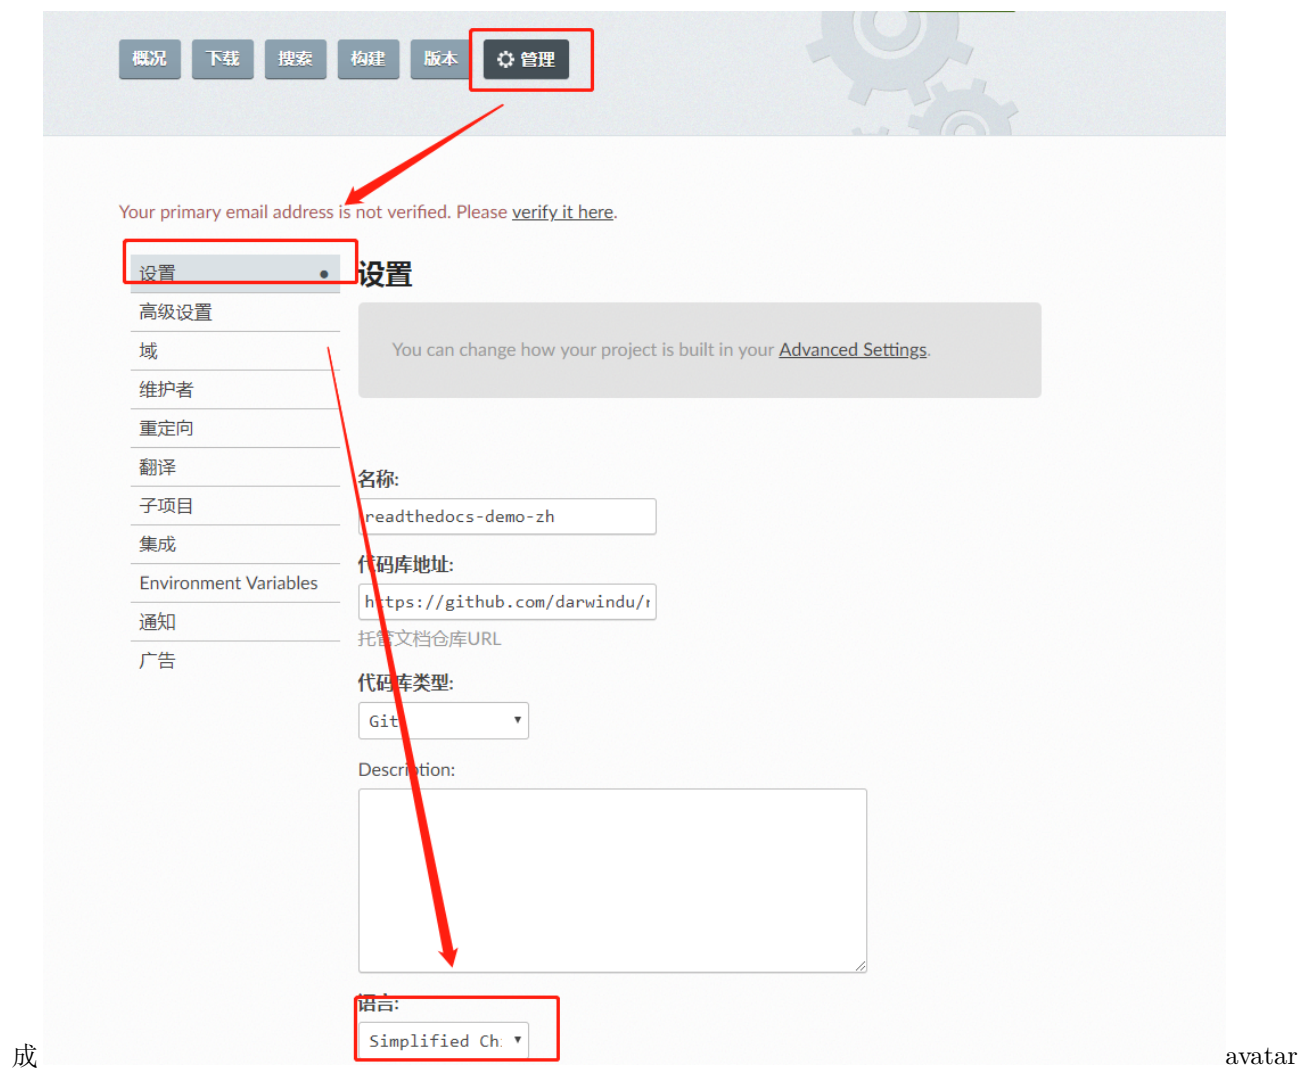 概况 下载 搜索 构建 版本 管理
Your primary email address is not verified. Please verify it here.
设置
高级设置
域
维护者
重定向
翻译
子项目
集成
Environment Variables
通知
广告
设置
You can change how your project is built in your Advanced Settings.
名称:
readthedocs-demo-zh
代码库地址:
https://github.com/darwindu/r
托管文档仓库URL
代码库类型:
Git
Description:
语言:
Simplified Ch
成
avatar